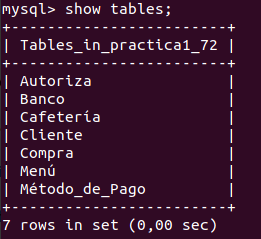 mysql> show tables;
+-----------------------+
| Tables_in_practica1_72 |
+-----------------------+
| Autoriza
| Banco
| Cafetería
| Cliente
| Compra
| Menú
| Método_de_Pago |
+-----------------------+
7 rows in set (0,00 sec)